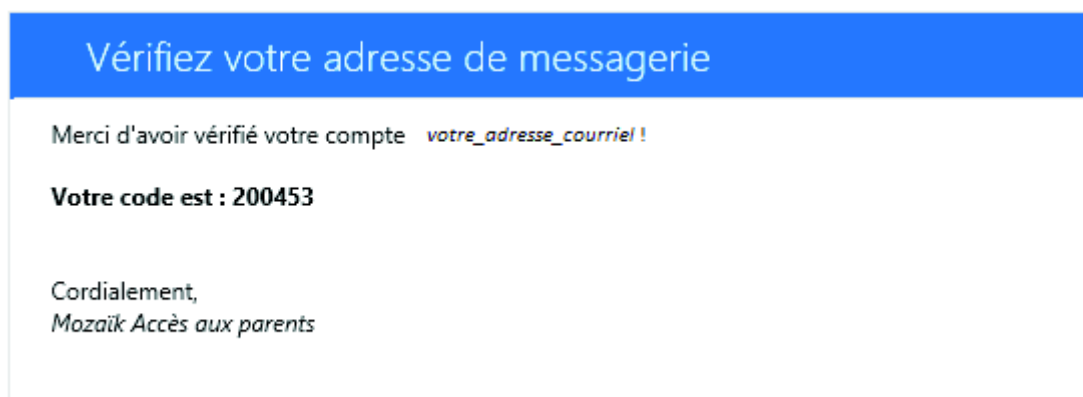 Vérifiez votre adresse de messagerie
Merci d'avoir vérifié votre compte votre_adresse_courriel !
Votre code est : 200453
Cordialement,
Mozaïk Accès aux parents